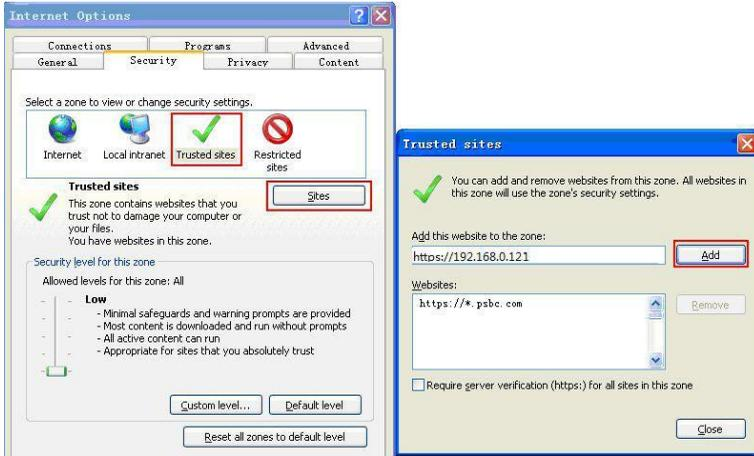 Internet Options
Connections Programs Advanced
General Security Privacy Content
Select a zone to view or change security settings.
Internet Local intranet Trusted sites Restricted sites
Trusted sites
Sites
This zone contains websites that you
trust not to damage your computer or
your files.
You have websites in this zone.
Security level for this zone
Allowed levels for this zone: All
Low
- Minimal safeguards and warning prompts are provided
- Most content is downloaded and run without prompts
- All active content can run
- Appropriate for sites that you absolutely trust
Custom level... Default level
Reset all zones to default level
Trusted sites
You can add and remove websites from this zone. All websites in
this zone will use the zone's security settings.
Add this website to the zone:
https://192.168.0.121 Add
Websites:
https://*.psbc.com Remove
Require server verification (https:) for all sites in this zone
Close